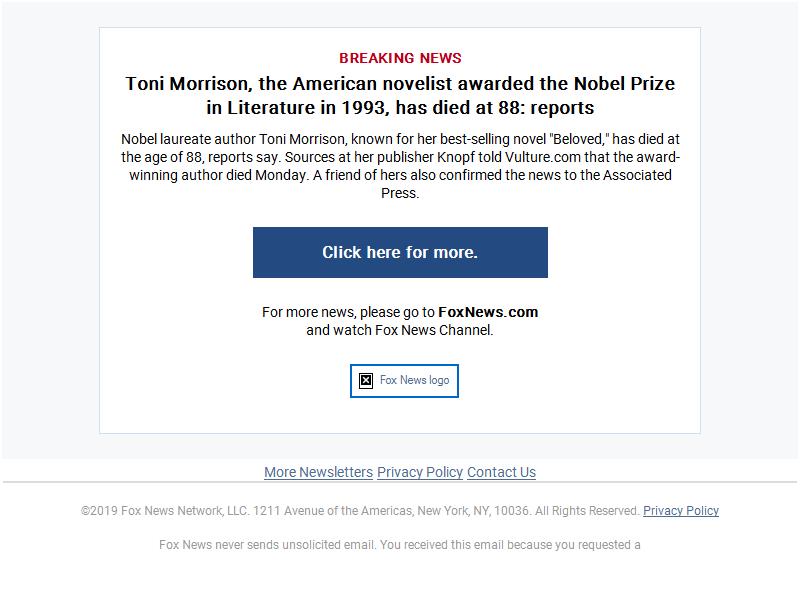 BREAKING NEWS
Toni Morrison, the American novelist awarded the Nobel Prize
in Literature in 1993, has died at 88: reports
Nobel laureate author Toni Morrison, known for her best-selling novel "Beloved," has died at
the age of 88, reports say. Sources at her publisher Knopf told Vulture.com that the award-
winning author died Monday. A friend of hers also confirmed the news to the Associated
Press.
Click here for more.
For more news, please go to FoxNews.com
and watch Fox News Channel.
Fox News logo
More Newsletters Privacy Policy Contact Us
©2019 Fox News Network, LLC. 1211 Avenue of the Americas, New York, NY, 10036. All Rights Reserved. Privacy Policy
Fox News never sends unsolicited email. You received this email because you requested a